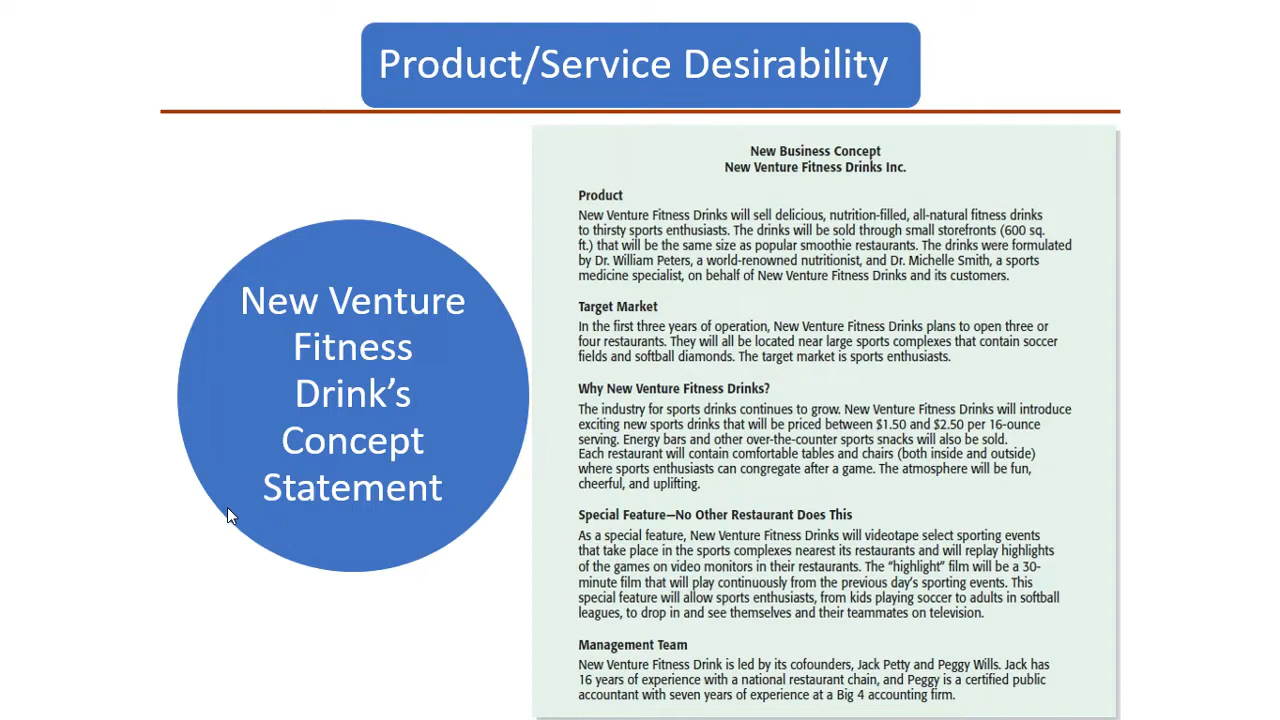 Product/Service Desirability
New Venture
Fitness
Drink’s
Concept
Statement
New Business Concept
New Venture Fitness Drinks Inc.
Product
New Venture Fitness Drinks will sell delicious, nutrition-filled, all-natural fitness drinks
to thirsty sports enthusiasts. The drinks will be sold through small storefronts (600 sq.
ft.) that will be the same size as popular smoothie restaurants. The drinks were formulated
by Dr. William Peters, a world-renowned nutritionist, and Dr. Michelle Smith, a sports
medicine specialist, on behalf of New Venture Fitness Drinks and its customers.
Target Market
In the first three years of operation, New Venture Fitness Drinks plans to open three or
four restaurants. They will all be located near large sports complexes that contain soccer
fields and softball diamonds. The target market is sports enthusiasts.
Why New Venture Fitness Drinks?
The industry for sports drinks continues to grow. New Venture Fitness Drinks will introduce
exciting new sports drinks that will be priced between $1.50 and $2.50 per 16-ounce
serving. Energy bars and other over-the-counter sports snacks will also be sold.
Each restaurant will contain comfortable tables and chairs (both inside and outside)
where sports enthusiasts can congregate after a game. The atmosphere will be fun,
cheerful, and uplifting.
Special Feature—No Other Restaurant Does This
As a special feature, New Venture Fitness Drinks will videotape select sporting events
that take place in the sports complexes nearest its restaurants and will replay highlights
of the games on video monitors in their restaurants. The “highlight” film will be a 30-
minute film that will play continuously from the previous day’s sporting events. This
special feature will allow sports enthusiasts, from kids playing soccer to adults in softball
leagues, to drop in and see themselves and their teammates on television.
Management Team
New Venture Fitness Drink is led by its cofounders, Jack Petty and Peggy Wills. Jack has
16 years of experience with a national restaurant chain, and Peggy is a certified public
accountant with seven years of experience at a Big 4 accounting firm.